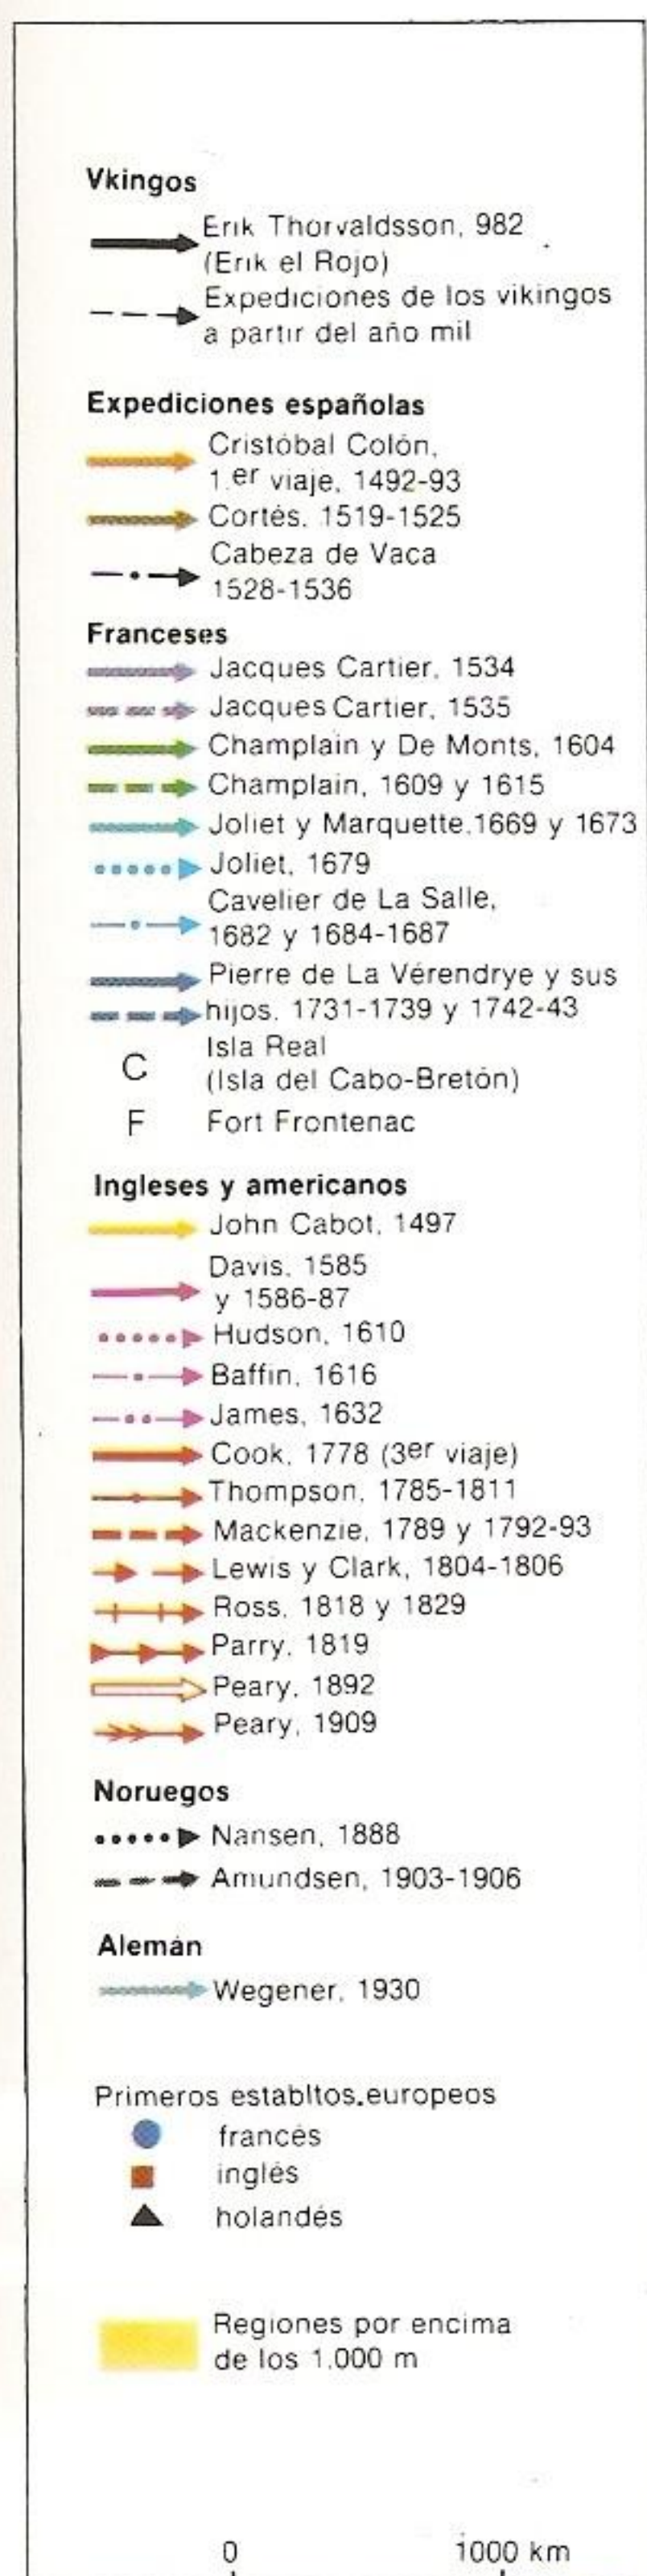 Vkingos
Erik Thorvaldsson, 982
(Erik el Rojo)
Expediciones de los vikingos
a partir del año mil
Expediciones españolas
Cristóbal Colón,
1.er viaje, 1492-93
Cortés, 1519-1525
Cabeza de Vaca
1528-1536
Franceses
Jacques Cartier, 1534
Jacques Cartier, 1535
Champlain y De Monts, 1604
Champlain, 1609 y 1615
Joliet y Marquette.1669 y 1673
Joliet, 1679
Cavelier de La Salle,
1682 y 1684-1687
Pierre de La Vérendrye y sus
hijos, 1731-1739 y 1742-43
Isla Real
C (Isla del Cabo-Bretón)
F Fort Frontenac
Ingleses y americanos
John Cabot, 1497
Davis, 1585
y 1586-87
Hudson, 1610
Baffin, 1616
James, 1632
Cook, 1778 (3er viaje)
Thompson, 1785-1811
Mackenzie, 1789 y 1792-93
Lewis y Clark, 1804-1806
Ross, 1818 y 1829
Parry, 1819
Peary, 1892
Peary, 1909
Noruegos
Nansen, 1888
Amundsen, 1903-1906
Alemán
Wegener, 1930
Primeros establtos.europeos
francés
inglés
holandés
Regiones por encima
de los 1.000 m
0 1000 km